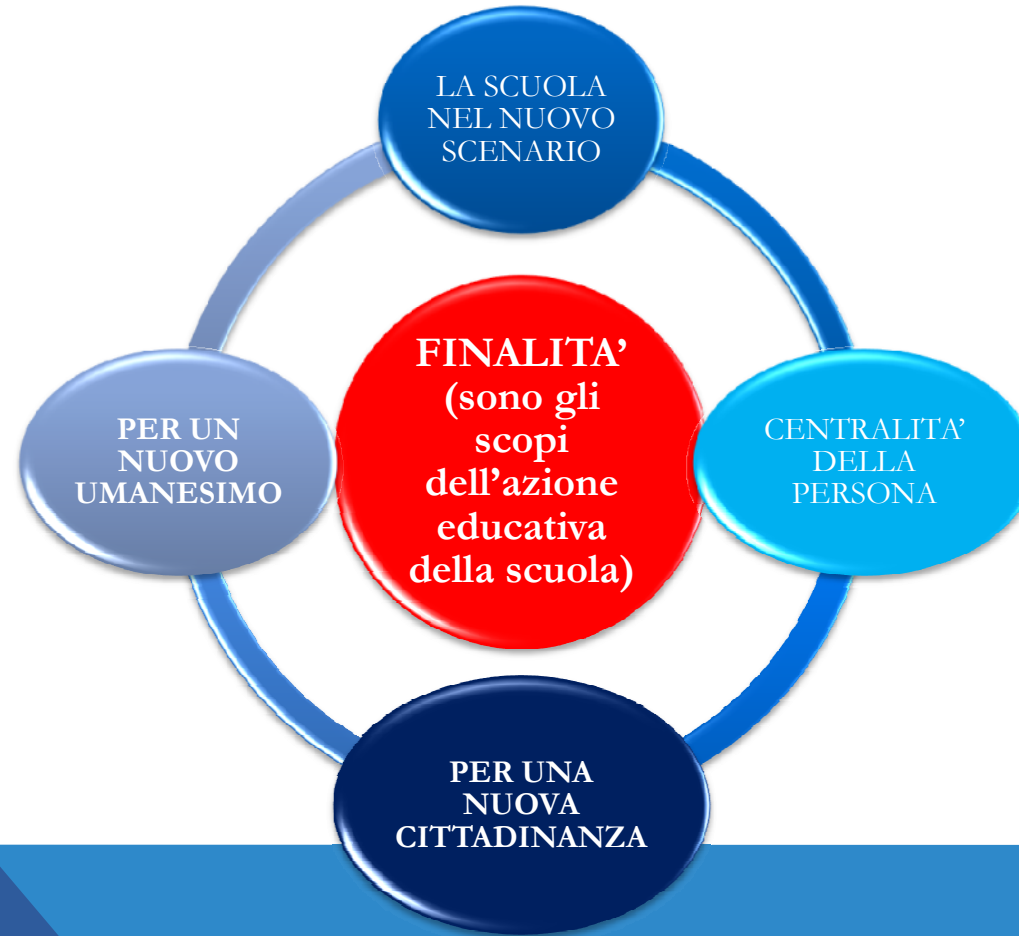 LA SCUOLA
NEL NUOVO
SCENARIO
FINALITA’
(sono gli
scopi
dell’azione
educativa
della scuola)
PER UN
NUOVO
UMANESIMO
CENTRALITA’
DELLA
PERSONA
PER UNA
NUOVA
CITTADINANZA